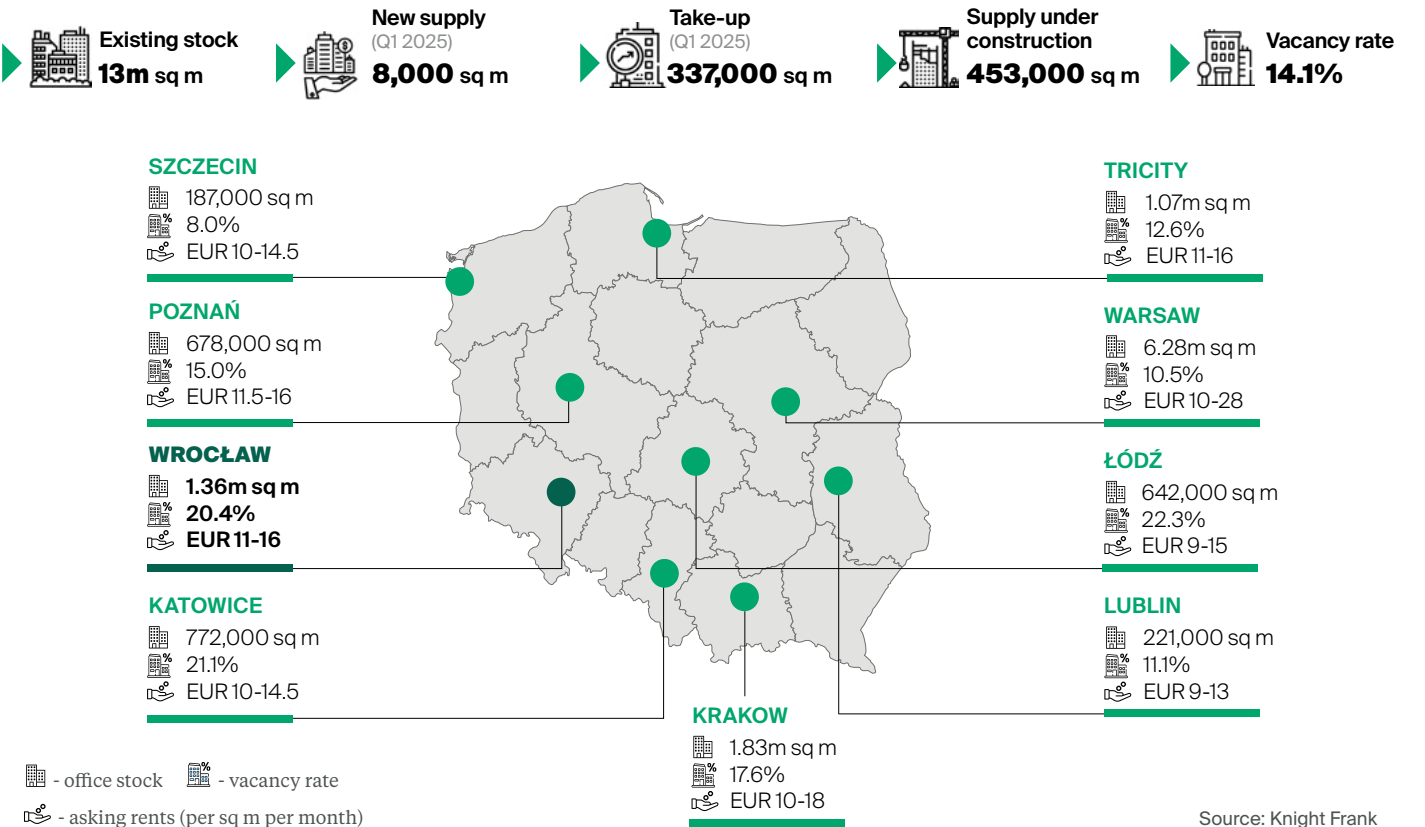 Existing stock
13m sq m
New supply
(Q1 2025)
8,000 sq m
Take-up
(Q1 2025)
337,000 sq m
Supply under
construction
453,000 sq m
Vacancy rate
14.1%
SZCZECIN
187,000 sq m
8.0%
EUR 10-14.5
POZNAŃ
678,000 sq m
15.0%
EUR 11.5-16
WROCŁAW
1.36m sq m
20.4%
EUR 11-16
KATOWICE
772,000 sq m
21.1%
EUR 10-14.5
KRAKOW
1.83m sq m
17.6%
EUR 10-18
TRICITY
1.07m sq m
12.6%
EUR 11-16
WARSAW
6.28m sq m
10.5%
EUR 10-28
ŁÓDŹ
642,000 sq m
22.3%
EUR 9-15
LUBLIN
221,000 sq m
11.1%
EUR 9-13
- office stock
- vacancy rate
- asking rents (per sq m per month)
Source: Knight Frank